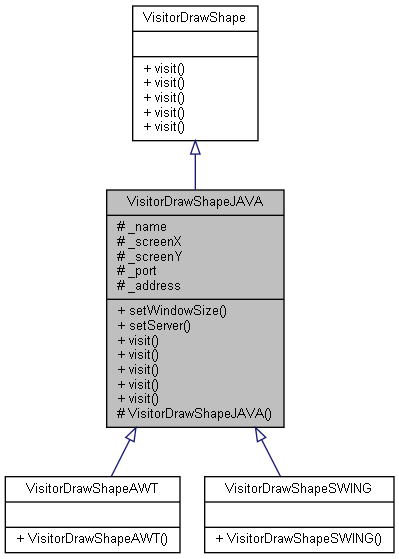 VisitorDrawShape
+ visit()
+ visit()
+ visit()
+ visit()
+ visit()
VisitorDrawShapeJAVA
# _name
# _screenX
# _screenY
# _port
# _address
+ setWindowSize()
+ setServer()
+ visit()
+ visit()
+ visit()
+ visit()
+ visit()
# VisitorDrawShapeJAVA()
VisitorDrawShapeAWT
+ VisitorDrawShapeAWT()
VisitorDrawShapeSWING
+ VisitorDrawShapeSWING()